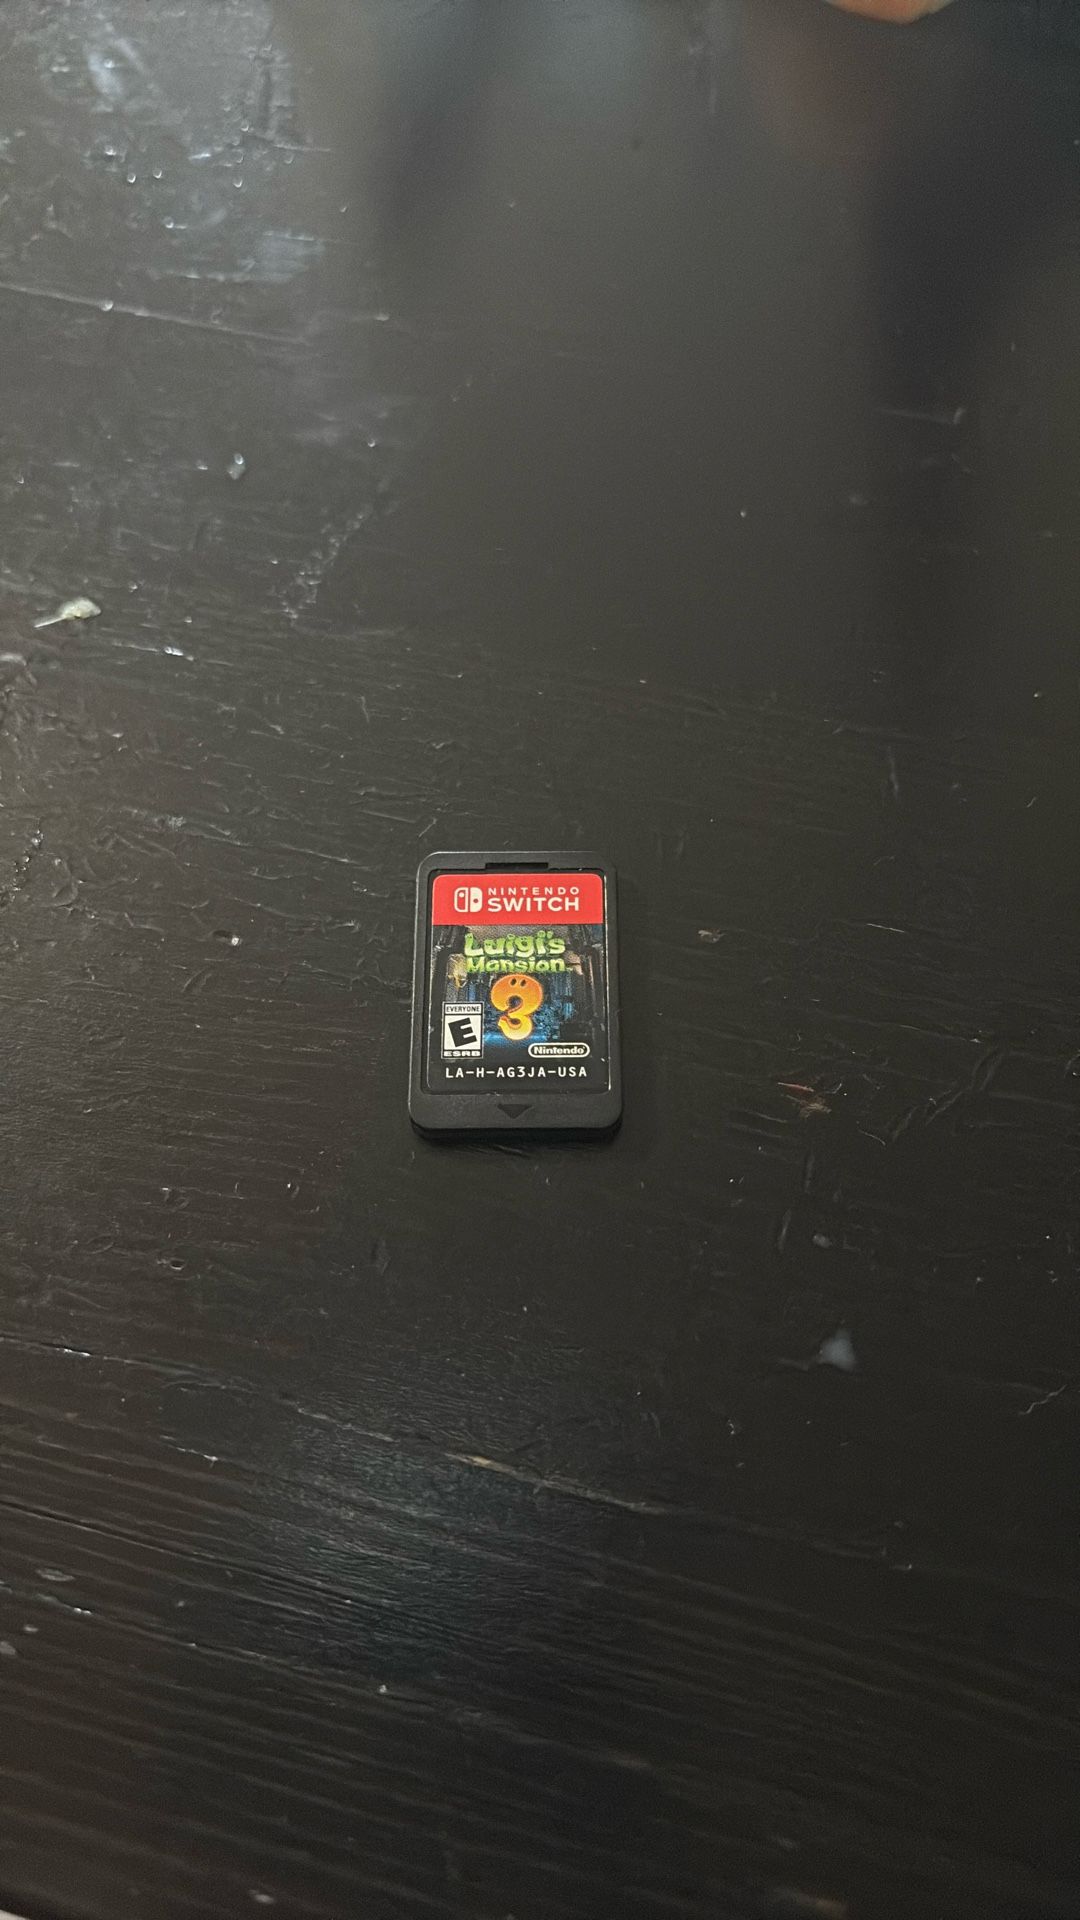 NINTENDO
SWITCH
Luigi's
Mansion
3
EVERYONE
E
ESRB
Nintendo
LA-H-AG3JA-USA